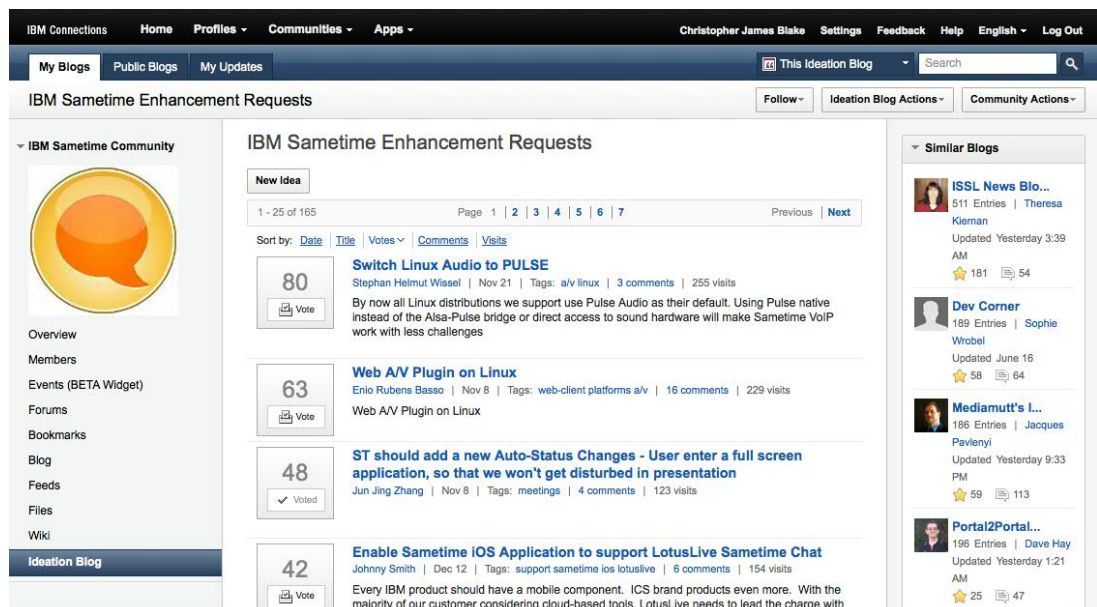 IBM Connections Home Profiles Communities Apps Christopher James Blake Settings Feedback Help English Log Out
My Blogs Public Blogs My Updates This Ideation Blog Search
IBM Sametime Enhancement Requests Follow Ideation Blog Actions Community Actions
IBM Sametime Community
Overview
Members
Events (BETA Widget)
Forums
Bookmarks
Blog
Feeds
Files
Wiki
Ideation Blog
IBM Sametime Enhancement Requests
New Idea
1 - 25 of 165 Page 1 | 2 | 3 | 4 | 5 | 6 | 7 Previous | Next
Sort by: Date | Title | Votes | Comments | Visits
80
Vote
Switch Linux Audio to PULSE
Stephan Helmut Wissel | Nov 21 | Tags: a/v linux | 3 comments | 255 visits
By now all Linux distributions we support use Pulse Audio as their default. Using Pulse native
instead of the Alsa-Pulse bridge or direct access to sound hardware will make Sametime VoIP
work with less challenges
63
Vote
Web A/V Plugin on Linux
Enio Rubens Basso | Nov 8 | Tags: web-client platforms a/v | 16 comments | 229 visits
Web A/V Plugin on Linux
48
Voted
ST should add a new Auto-Status Changes - User enter a full screen
application, so that we won't get disturbed in presentation
Jun Jing Zhang | Nov 8 | Tags: meetings | 4 comments | 123 visits
42
Vote
Enable Sametime iOS Application to support LotusLive Sametime Chat
Johnny Smith | Dec 12 | Tags: support sametime ios lotuslive | 6 comments | 154 visits
Every IBM product should have a mobile component. ICS brand products even more. With the
majority of our customer considering cloud-based tools, LotusLive needs to lead the charge with
Similar Blogs
ISSL News Blo...
511 Entries | Theresa
Kiernan
Updated Yesterday 3:39
AM
181 54
Dev Corner
189 Entries | Sophie
Wrobel
Updated June 16
58 64
Mediamutt's I...
186 Entries | Jacques
Pavlenyi
Updated Yesterday 9:33
PM
59 113
Portal2Portal...
196 Entries | Dave Hay
Updated Yesterday 1:21
AM
25 47